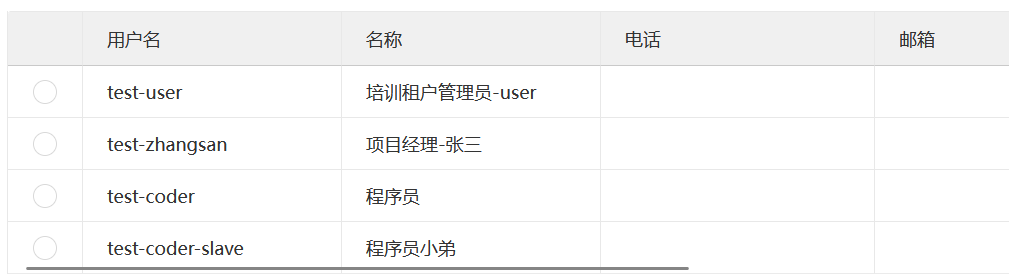 用户名 名称 电话 邮箱
test-user 培训租户管理员-user
test-zhangsan 项目经理-张三
test-coder 程序员
test-coder-slave 程序员小弟